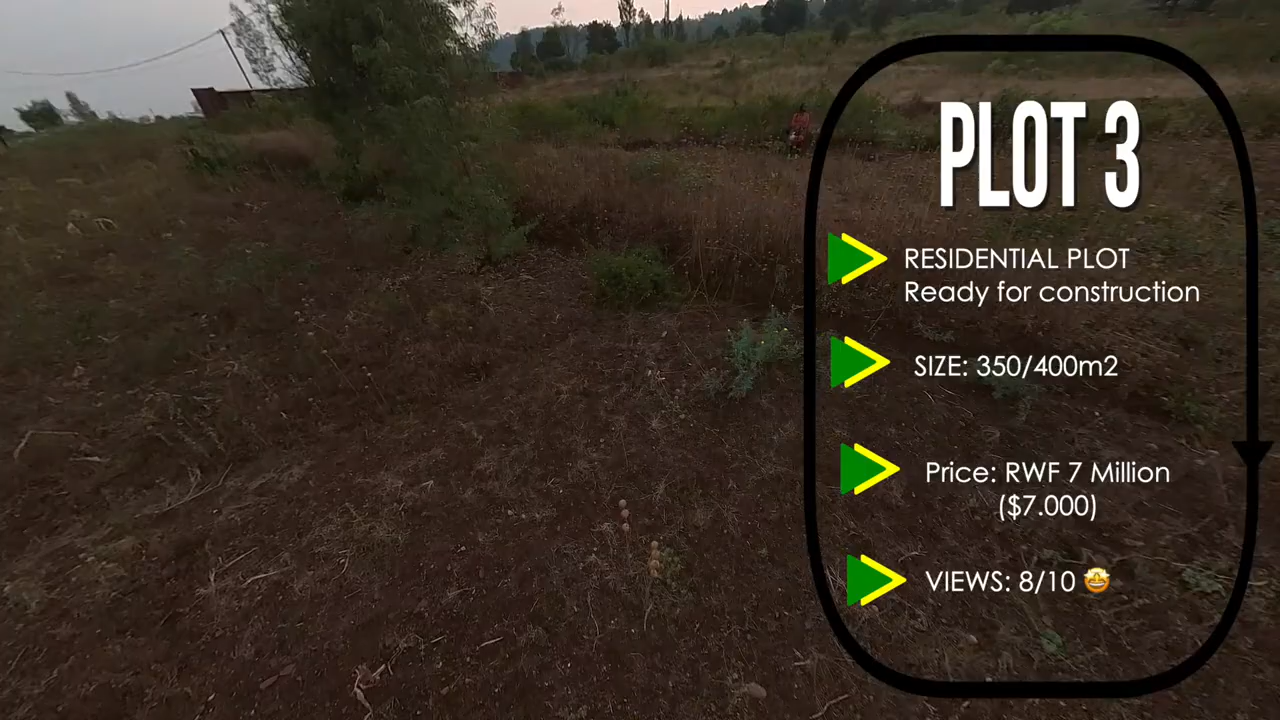 PLOT 3
RESIDENTIAL PLOT
Ready for construction
SIZE: 350/400m2
Price: RWF 7 Million
($7.000)
VIEWS: 8/10 🤩